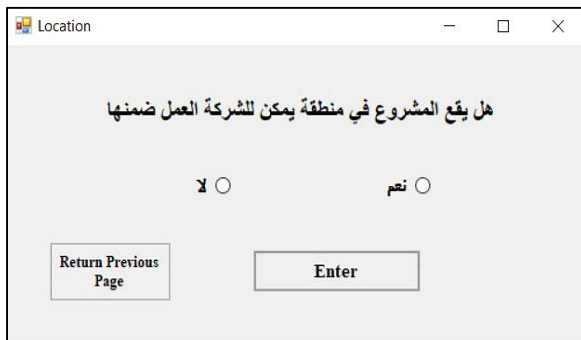 Location
هل يقع المشروع في منطقة يمكن للشركة العمل ضمنها
نعم
لا
Return Previous
Page
Enter